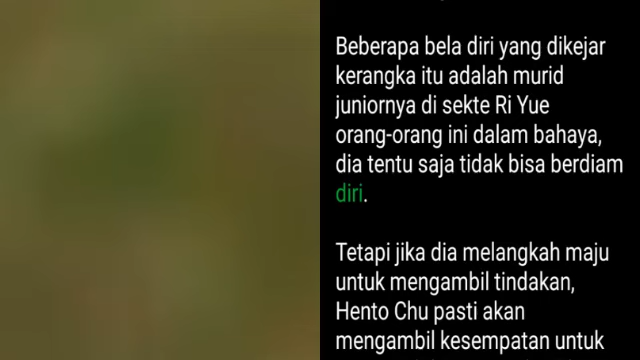 Beberapa bela diri yang dikejar
kerangka itu adalah murid
juniornya di sekte Ri Yue
orang-orang ini dalam bahaya,
dia tentu saja tidak bisa berdiam
diri.
Tetapi jika dia melangkah maju
untuk mengambil tindakan,
Hento Chu pasti akan
mengambil kesempatan untuk